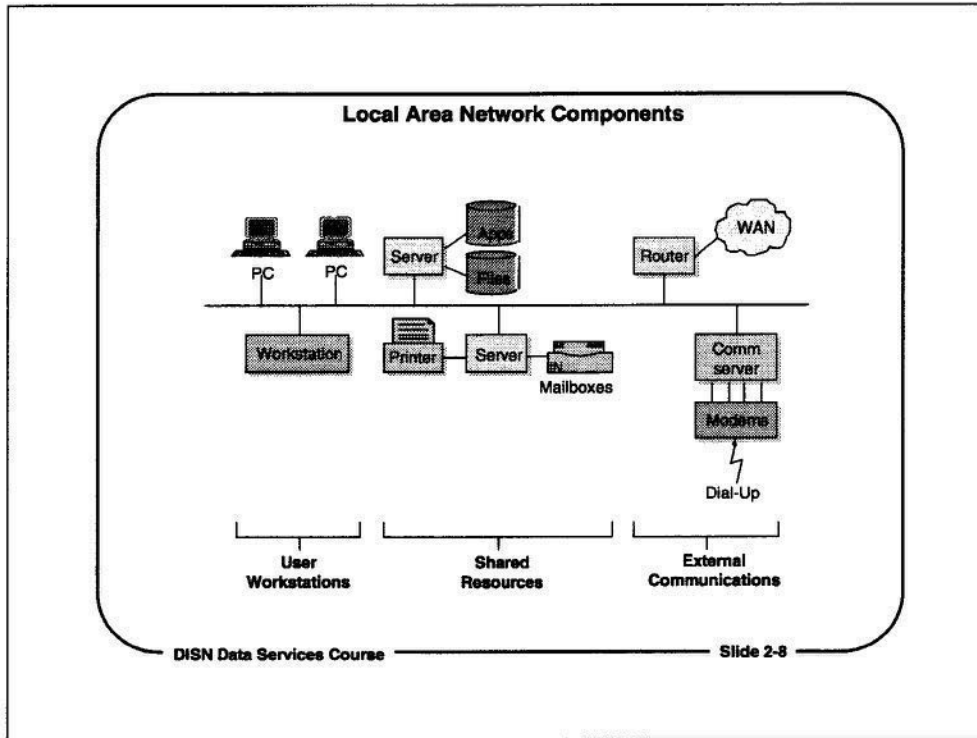 Local Area Network Components
PC
PC
Server
Apps
Files
Router
WAN
Workstation
Printer
Server
IN
Mailboxes
Comm
server
Modems
Dial-Up
User
Workstations
Shared
Resources
External
Communications
DISN Data Services Course
Slide 2-8